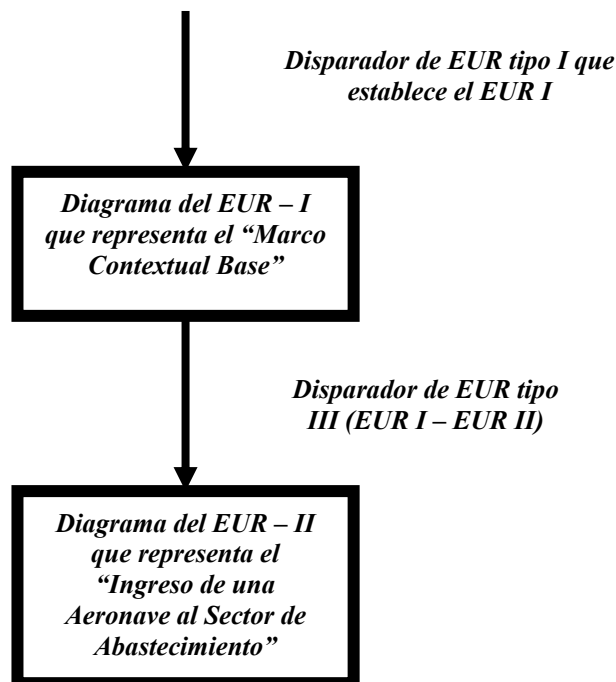 Disparador de EUR tipo I que
establece el EUR I
Diagrama del EUR – I
que representa el “Marco
Contextual Base”
Disparador de EUR tipo
III (EUR I – EUR II)
Diagrama del EUR – II
que representa el
“Ingreso de una
Aeronave al Sector de
Abastecimiento”